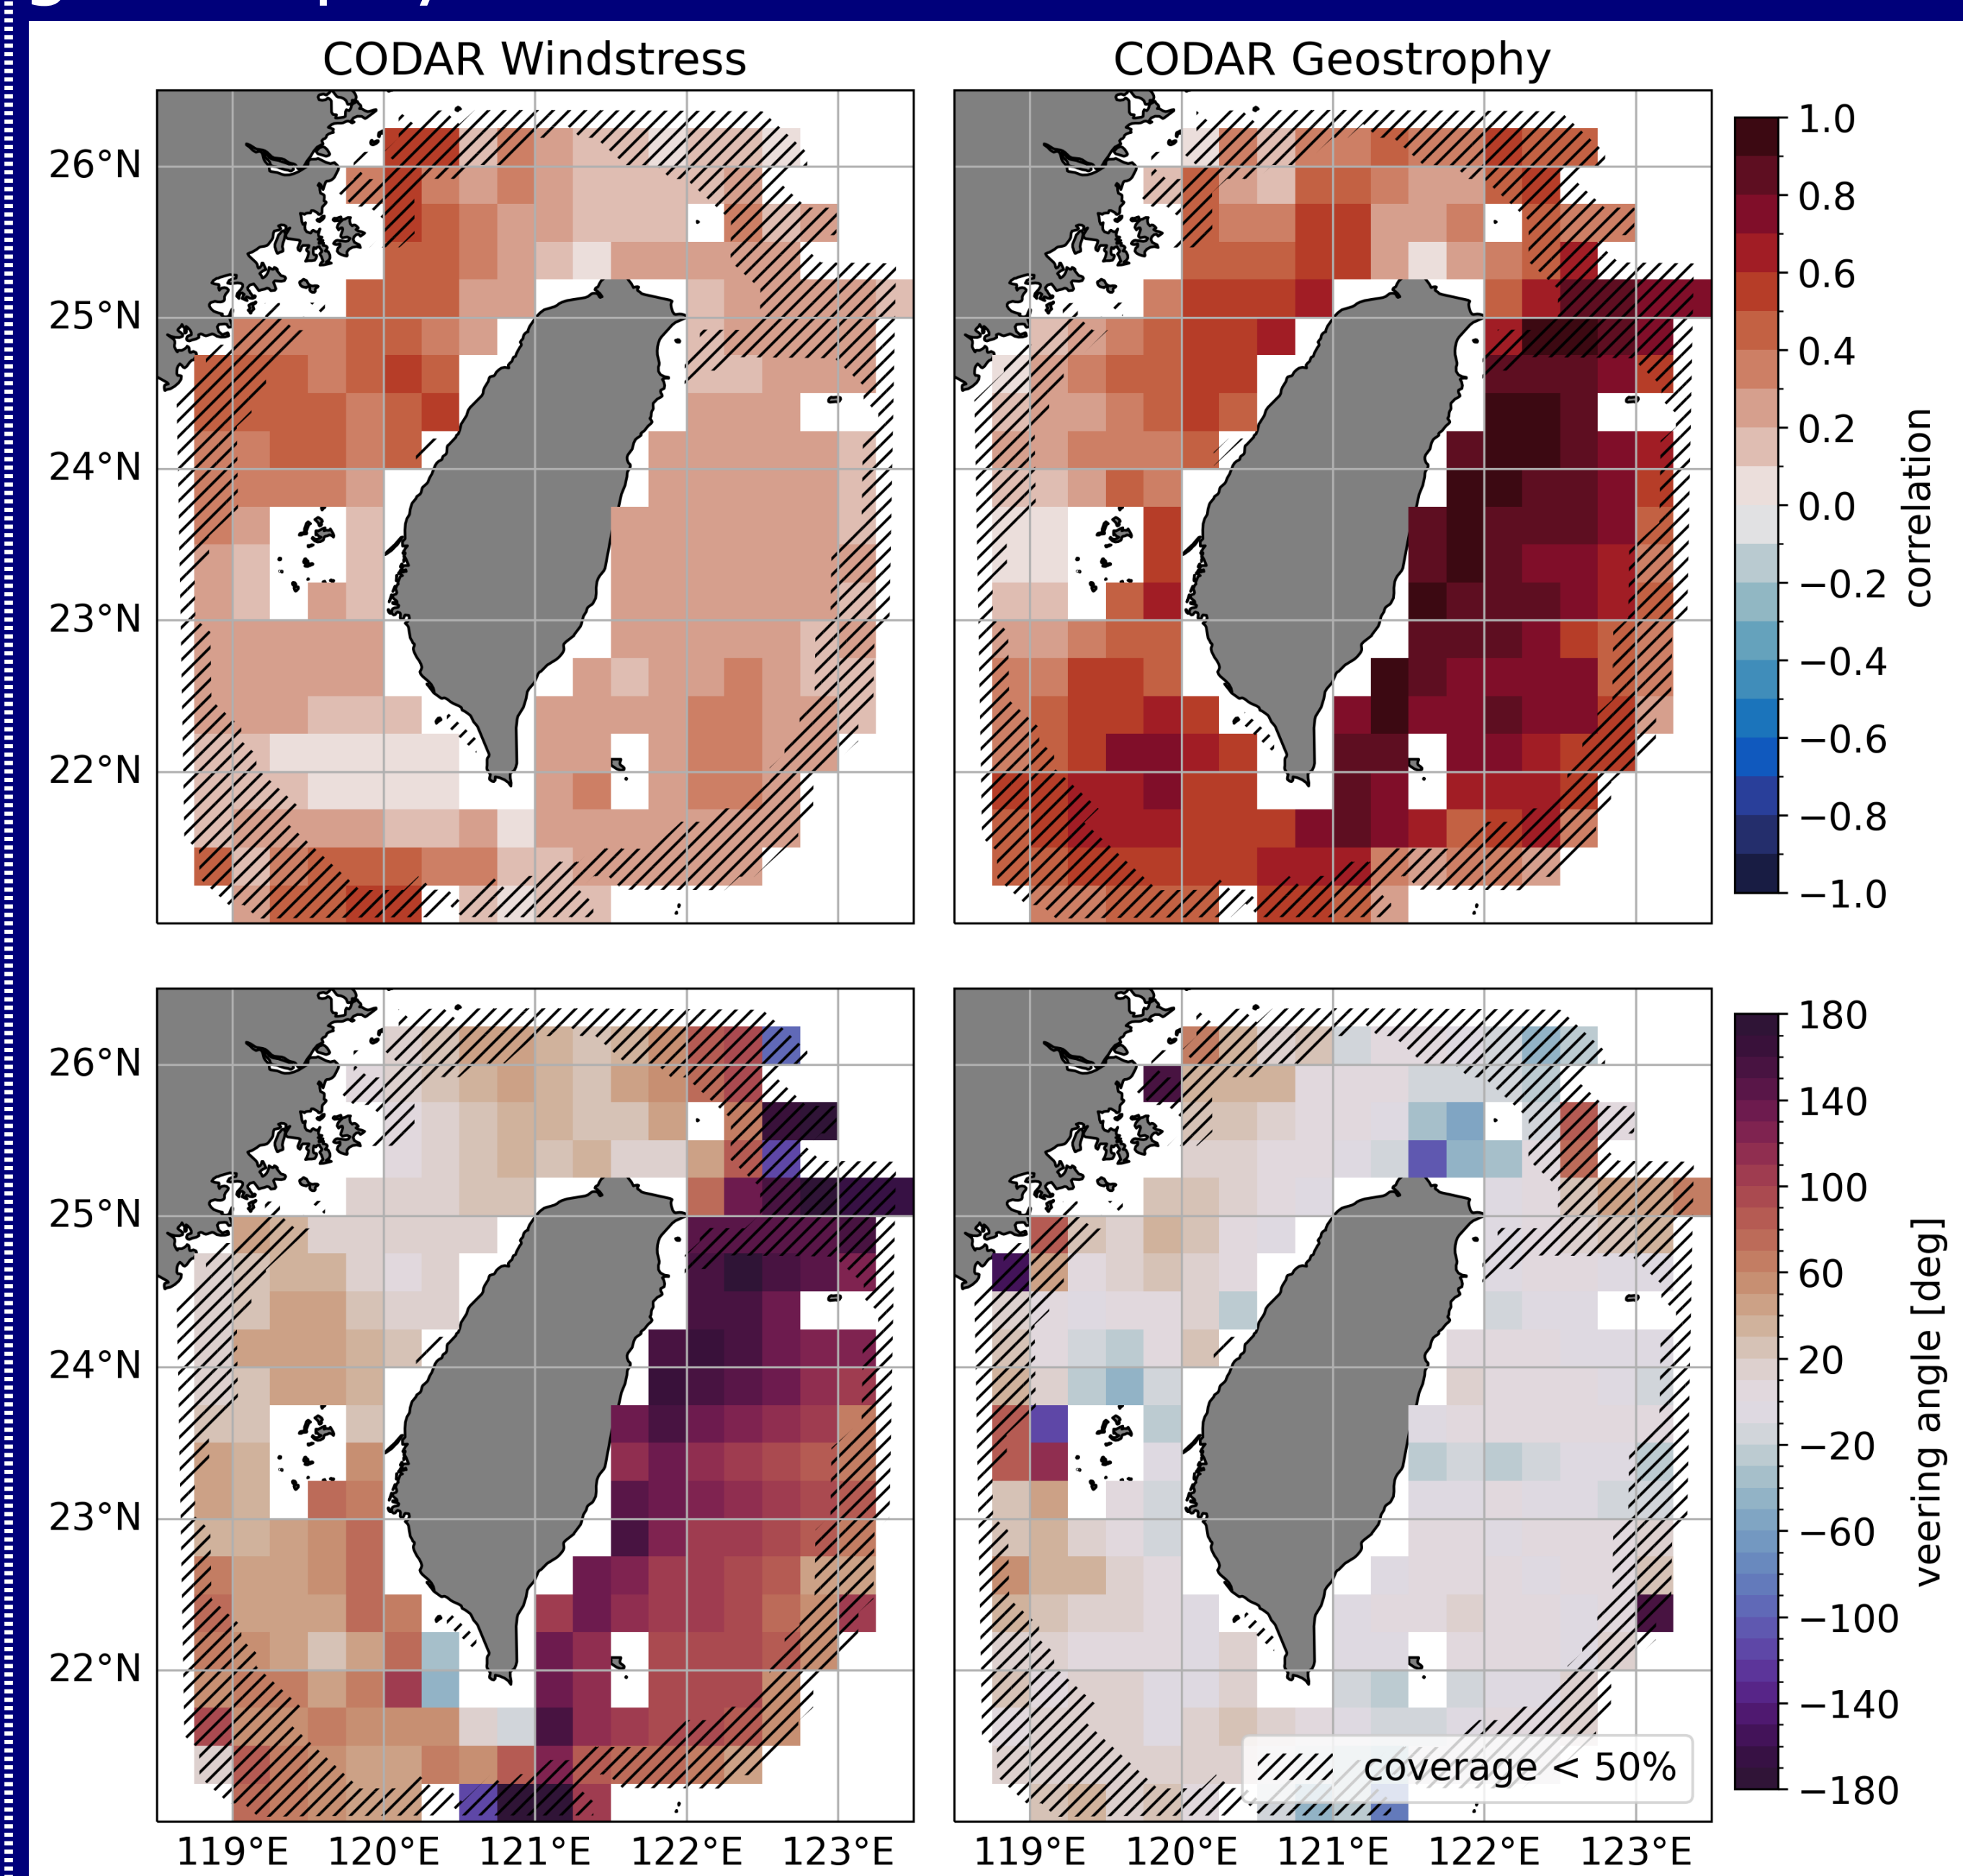 CODAR Windstress
CODAR Geostrophy
26°N
25°N
24°N
23°N
22°N
1.0
0.8
0.6
0.4
0.2
0.0
−0.2
−0.4
−0.6
−0.8
−1.0
correlation
26°N
25°N
24°N
23°N
22°N
119°E
120°E
121°E
122°E
123°E
coverage < 50%
119°E
120°E
121°E
122°E
123°E
180
140
100
60
20
−20
−60
−100
−140
−180
veering angle [deg]